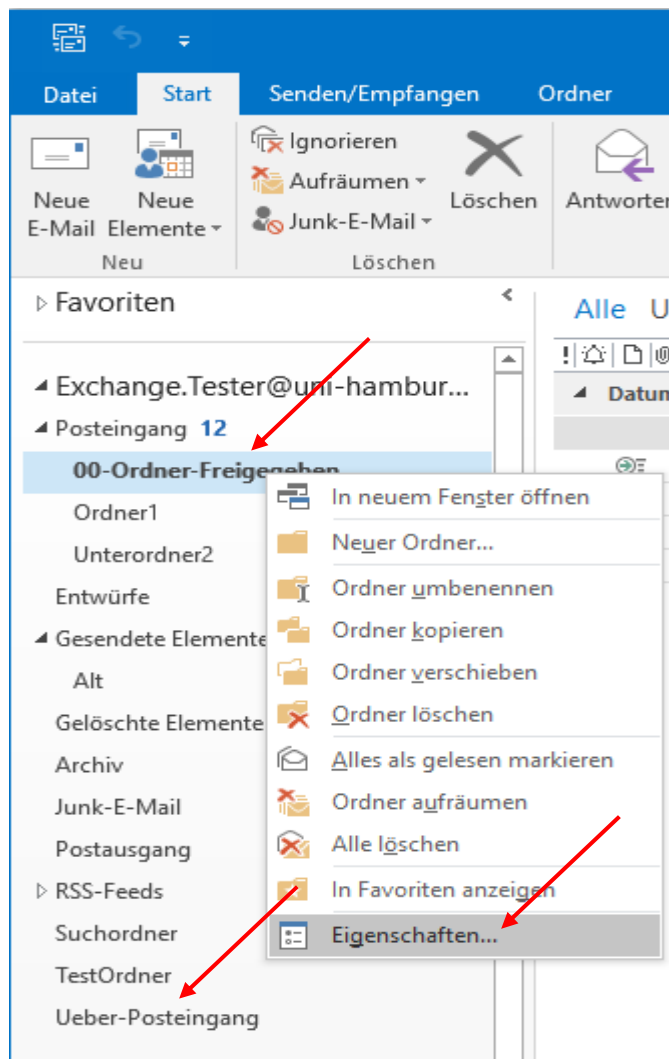 Datei Start Senden/Empfangen Ordner
Neue E-Mail
Neue Elemente
Ignorieren
Aufräumen
Junk-E-Mail
Löschen
Antworten
Neu
Löschen
Favoriten
Alle U
Datum
Exchange.Tester@uni-hambur...
Posteingang 12
00-Ordner-Freigegeben
Ordner1
Unterordner2
Entwürfe
Gesendete Elemente
Alt
Gelöschte Elemente
Archiv
Junk-E-Mail
Postausgang
RSS-Feeds
Suchordner
TestOrdner
Ueber-Posteingang
In neuem Fenster öffnen
Neuer Ordner...
Ordner umbenennen
Ordner kopieren
Ordner verschieben
Ordner löschen
Alles als gelesen markieren
Ordner aufräumen
Alle löschen
In Favoriten anzeigen
Eigenschaften...